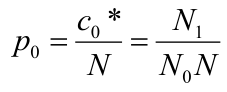 p₀ = c₀* / N = N₁ / N₀N